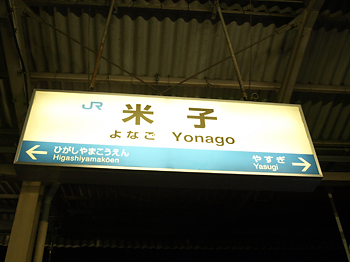 JR 米子
よなご Yonago
← ひがしやまこうえん やすぎ →
Higashiyamakōen Yasugi